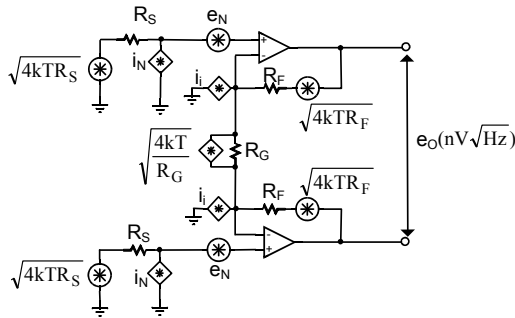 R_S
e_N
√4kTR_S
i_N
+
-
i_i
R_F
√4kTR_F
√4kT/R_G
R_G
e_O(nV√Hz)
i_i
R_F
√4kTR_F
-
+
R_S
√4kTR_S
i_N
e_N